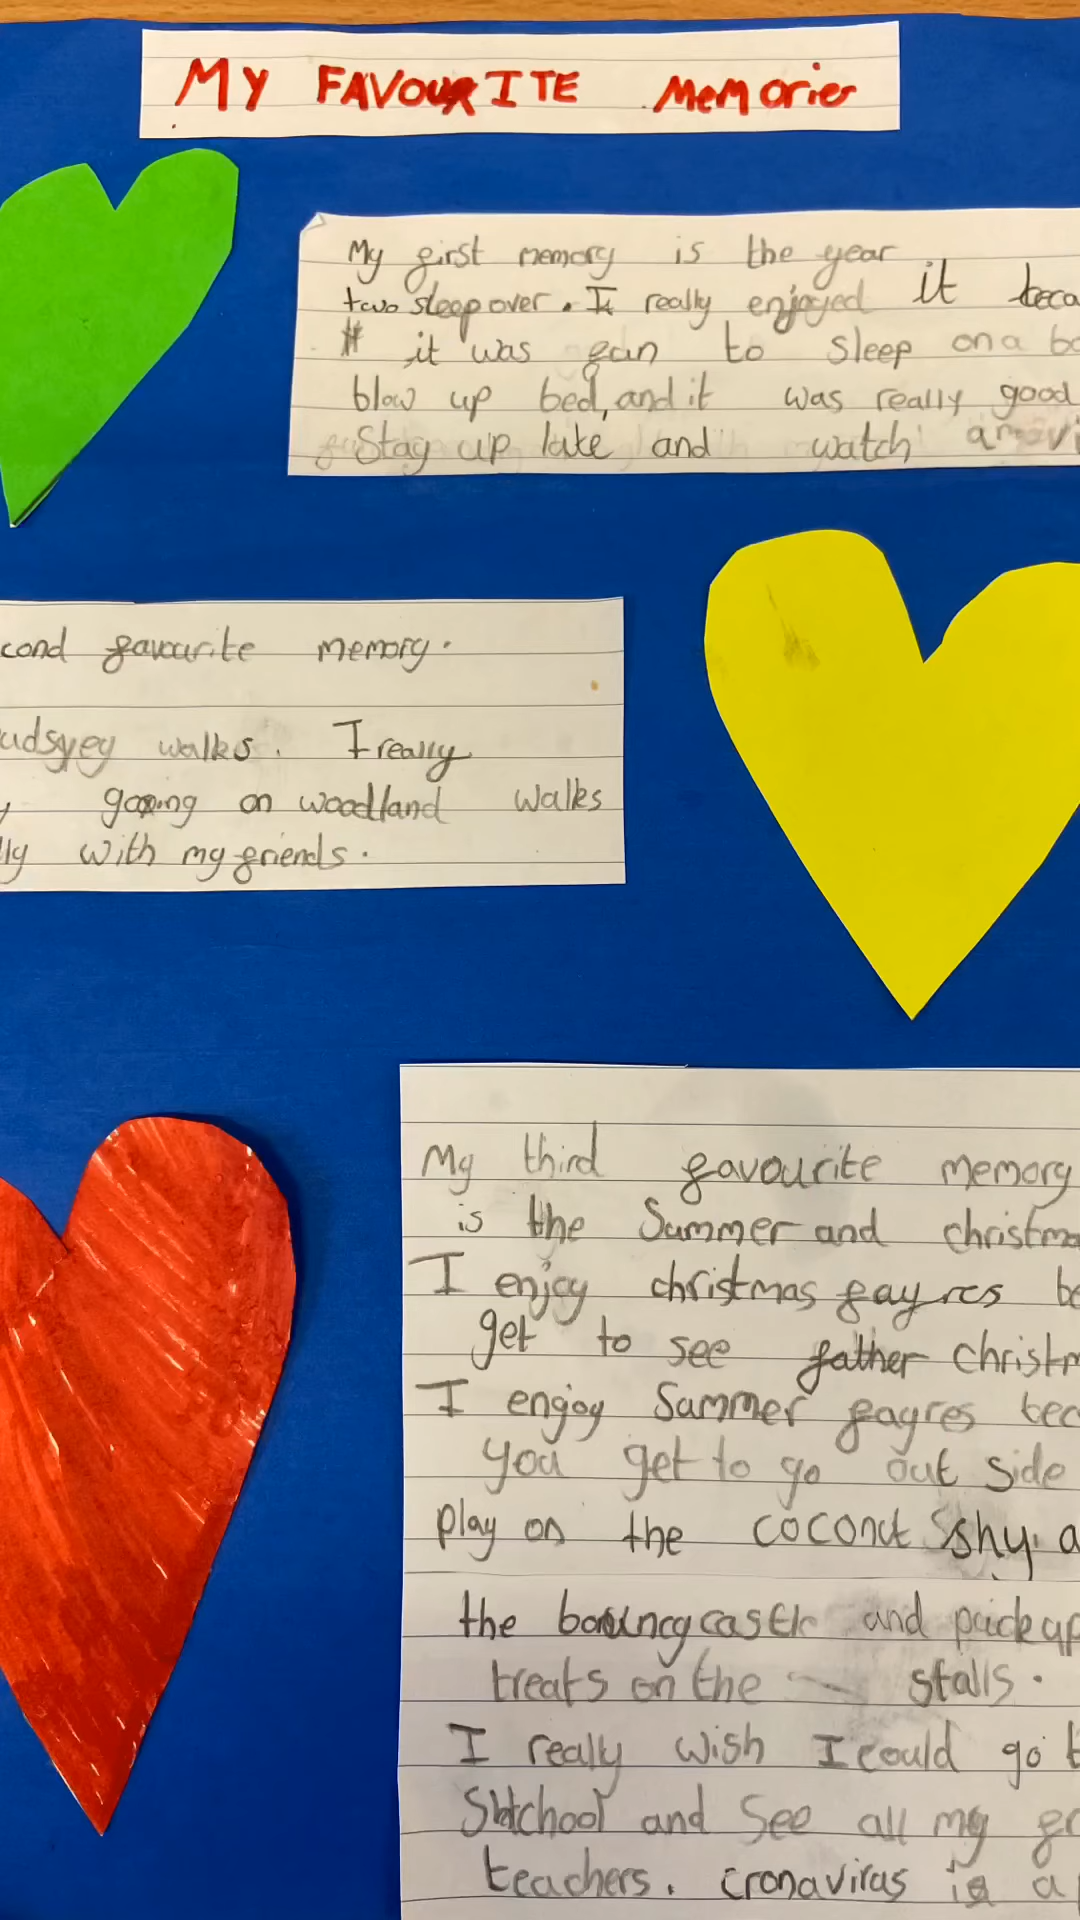 MY FAVOURITE Memories
My first memory is the year
two sleep over. I really enjoyed it beca
it was fun to sleep on a
blow up bed, and it was really good
Stay up late and watch a
cond favourite memory.
walks. I really
going on woodland walks
lly with my friends.
My third favourite memory
is the Summer and christma
I enjoy christmas fayres be
get to see father christm
I enjoy Summer fayres bec
you get to go out side
play on the coconut shy. a
the bouncy castle and pick up
treats on the stalls.
I really wish I could go t
School and See all my
teachers. cronavirus is a